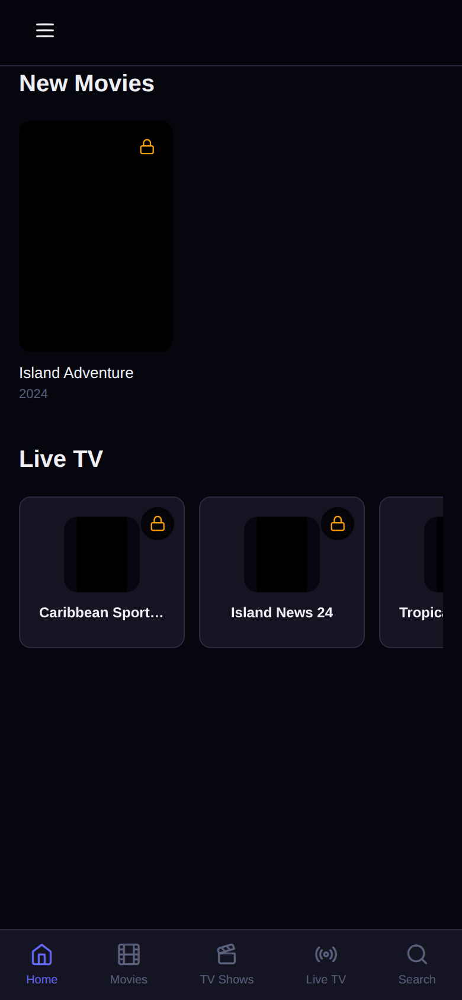 New Movies
Island Adventure
2024
Live TV
Caribbean Sport...
Island News 24
Tropic
Home
Movies
TV Shows
Live TV
Search